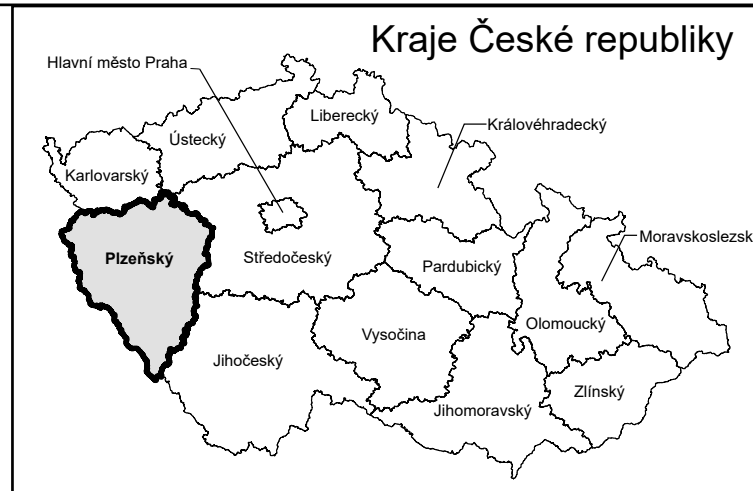 Kraje České republiky
Hlavní město Praha
Liberecký
Královéhradecký
Ústecký
Karlovarský
Moravskoslezsk
Plzeňský
Středočeský
Pardubický
Olomoucký
Vysočina
Jihočeský
Zlínský
Jihomoravský